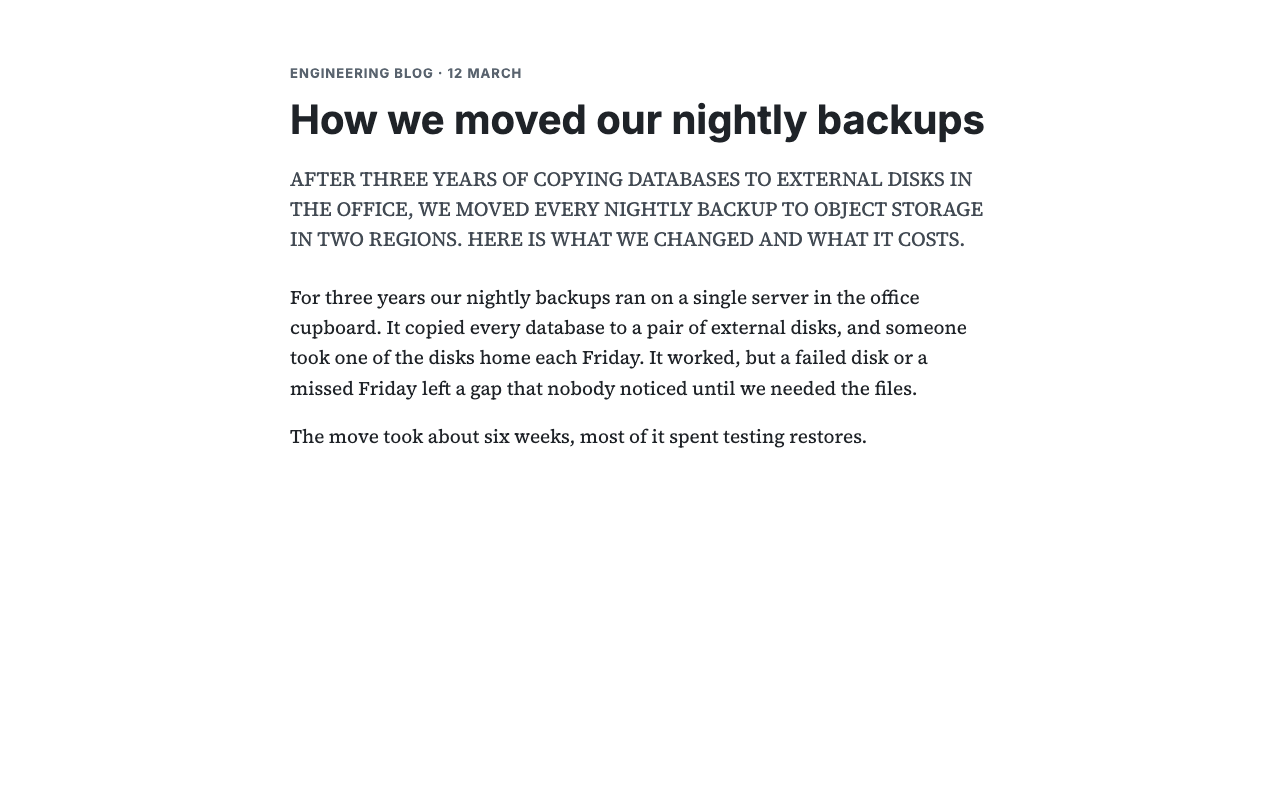 ENGINEERING BLOG · 12 MARCH
How we moved our nightly backups
AFTER THREE YEARS OF COPYING DATABASES TO EXTERNAL DISKS IN
THE OFFICE, WE MOVED EVERY NIGHTLY BACKUP TO OBJECT STORAGE
IN TWO REGIONS. HERE IS WHAT WE CHANGED AND WHAT IT COSTS.
For three years our nightly backups ran on a single server in the office
cupboard. It copied every database to a pair of external disks, and someone
took one of the disks home each Friday. It worked, but a failed disk or a
missed Friday left a gap that nobody noticed until we needed the files.
The move took about six weeks, most of it spent testing restores.